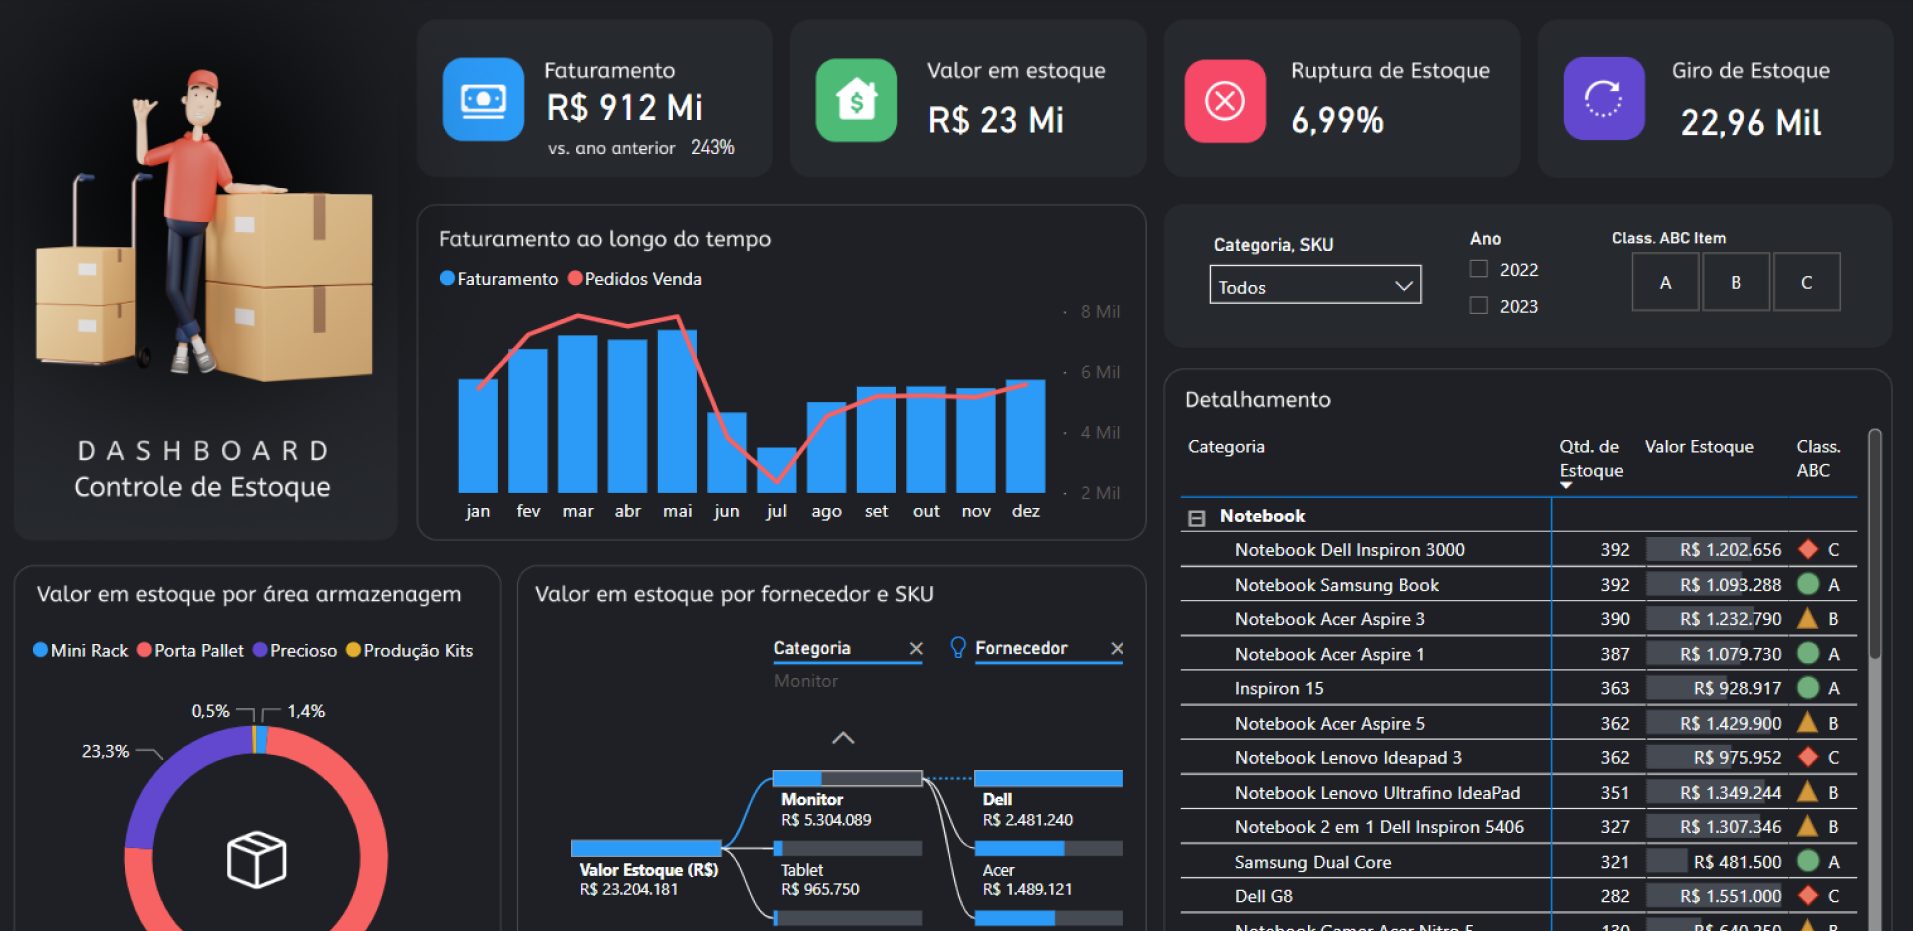 DASHBOARD
Controle de Estoque
Faturamento
R$ 912 Mi
vs. ano anterior 243%
Valor em estoque
R$ 23 Mi
Ruptura de Estoque
6,99%
Giro de Estoque
22,96 Mil
Faturamento ao longo do tempo
Faturamento Pedidos Venda
8 Mil
6 Mil
4 Mil
2 Mil
jan fev mar abr mai jun jul ago set out nov dez
Categoria, SKU
Todos
Ano
2022
2023
Class. ABC Item
A B C
Detalhamento
Categoria Qtd. de Estoque Valor Estoque Class. ABC
Notebook
Notebook Dell Inspiron 3000 392 R$ 1.202.656 C
Notebook Samsung Book 392 R$ 1.093.288 A
Notebook Acer Aspire 3 390 R$ 1.232.790 B
Notebook Acer Aspire 1 387 R$ 1.079.730 A
Inspiron 15 363 R$ 928.917 A
Notebook Acer Aspire 5 362 R$ 1.429.900 B
Notebook Lenovo Ideapad 3 362 R$ 975.952 C
Notebook Lenovo Ultrafino IdeaPad 351 R$ 1.349.244 B
Notebook 2 em 1 Dell Inspiron 5406 327 R$ 1.307.346 B
Samsung Dual Core 321 R$ 481.500 A
Dell G8 282 R$ 1.551.000 C
Notebook Gamer Acer Nitro 5 130 R$ 640.250 B
Valor em estoque por área armazenagem
Mini Rack Porta Pallet Precioso Produção Kits
0,5% 1,4%
23,3%
Valor em estoque por fornecedor e SKU
Categoria Fornecedor
Monitor
Monitor
R$ 5.304.089
Dell
R$ 2.481.240
Valor Estoque (R$)
R$ 23.204.181
Tablet
R$ 965.750
Acer
R$ 1.489.121